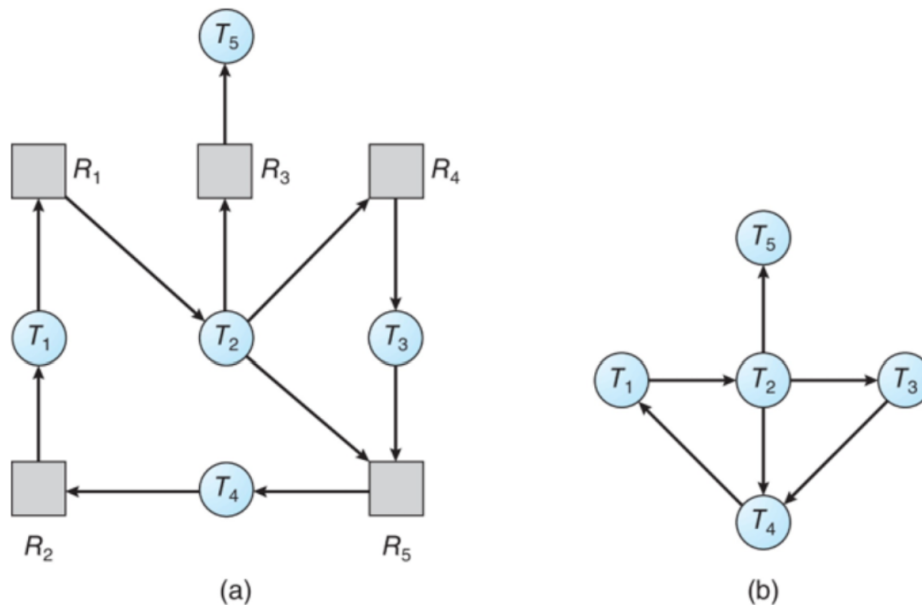 T₅
R₁ R₃ R₄
T₅
T₁ T₂ T₃
T₁ T₂ T₃
T₄
T₄
R₂ R₅
(a) (b)